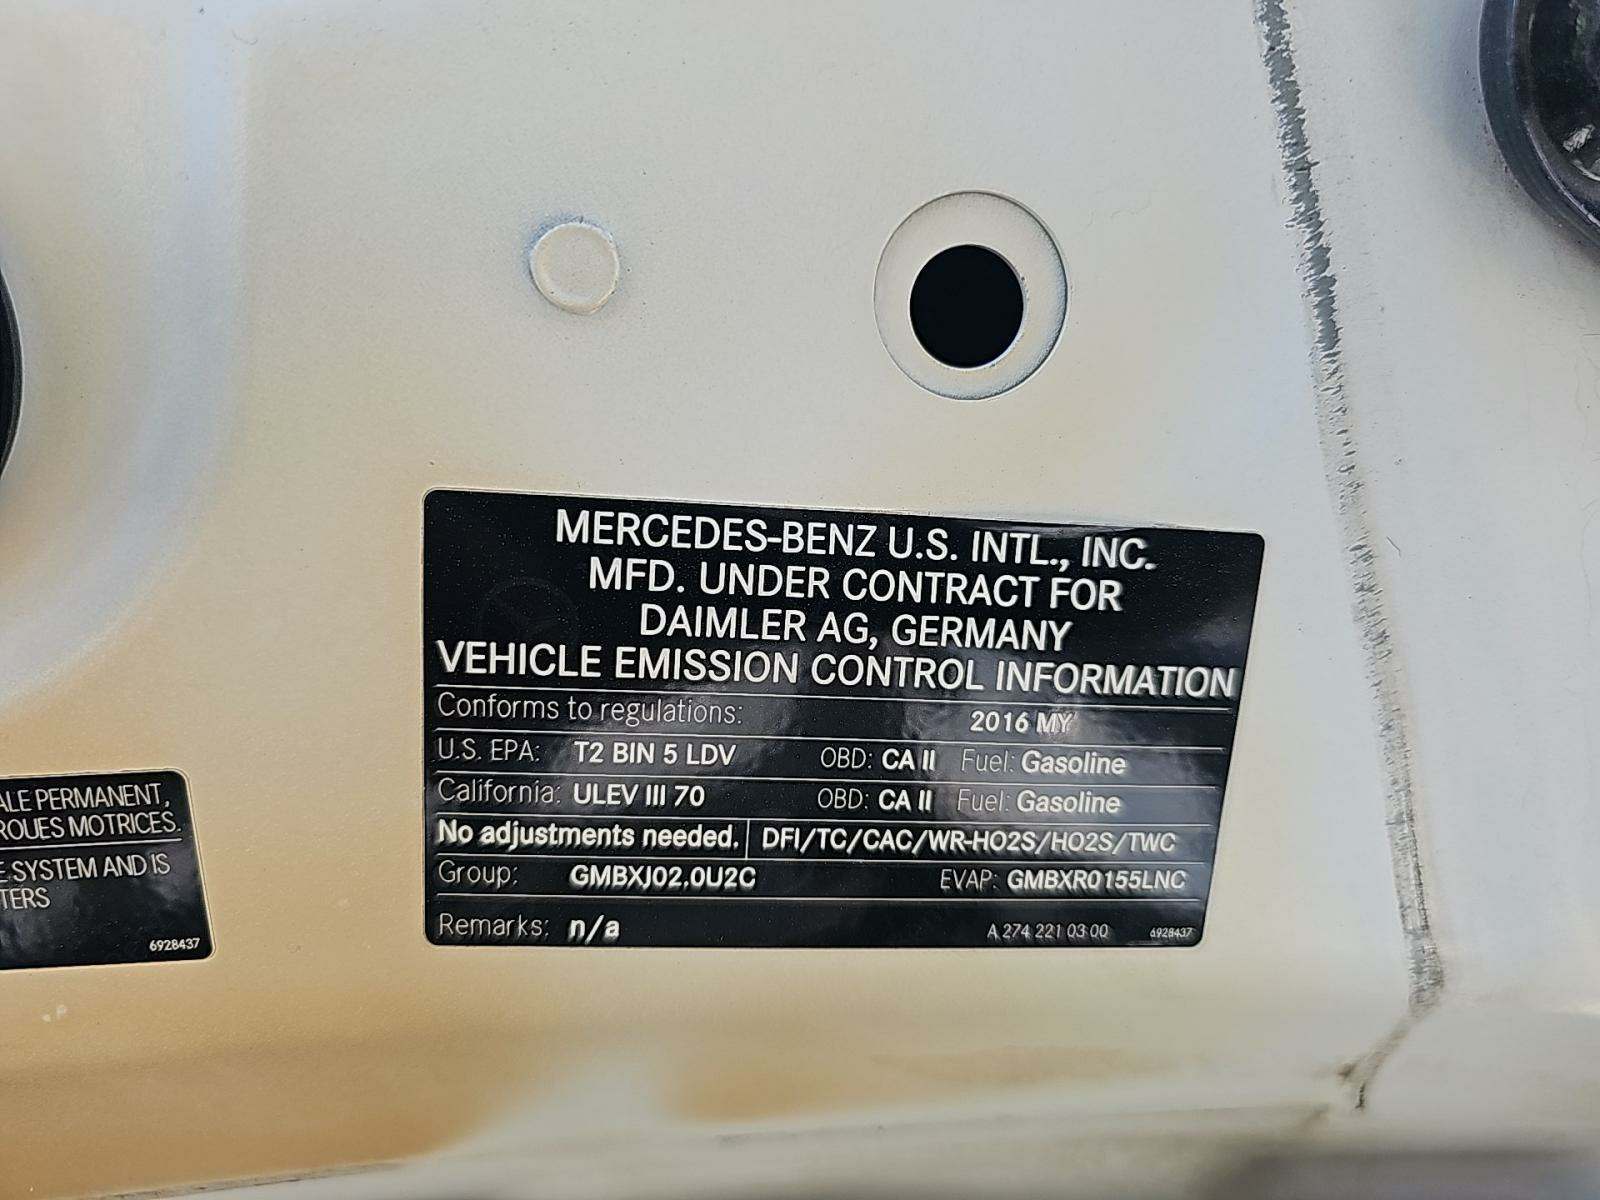 MERCEDES-BENZ U.S. INTL., INC.
MFD. UNDER CONTRACT FOR
DAIMLER AG, GERMANY
VEHICLE EMISSION CONTROL INFORMATION
Conforms to regulations: 2016 MY
U.S. EPA: T2 BIN 5 LDV OBD: CA II Fuel: Gasoline
California: ULEV III 70 OBD: CA II Fuel: Gasoline
No adjustments needed. DFI/TC/CAC/WR-HO2S/HO2S/TWC
Group: GMBXJ02.0U2C EVAP: GMBXR0155LNC
Remarks: n/a A 274 221 03 00 6928437
PERMANENT,
MOTRICES.
SYSTEM AND IS
6928437